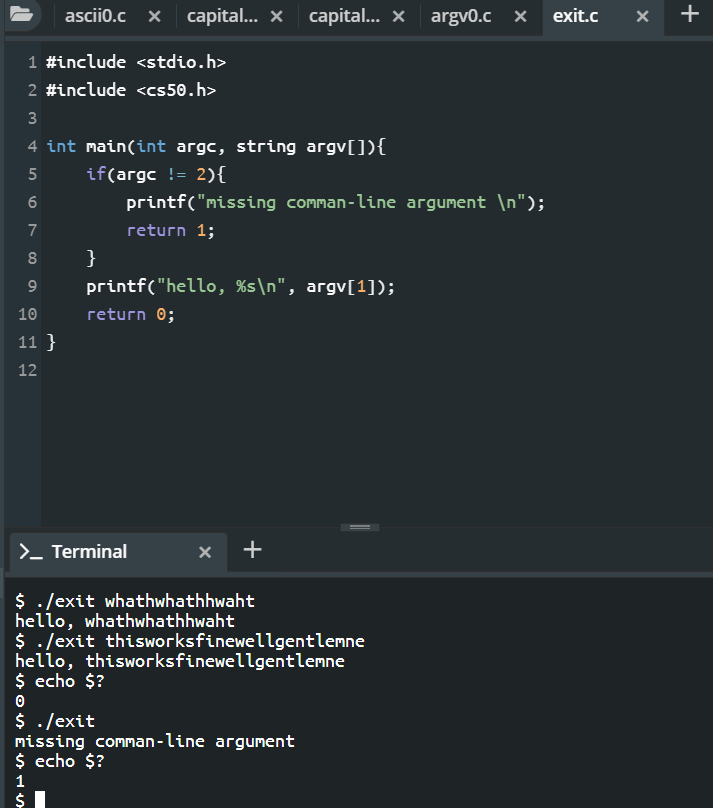 ascii0.c × capital... × capital... × argv0.c × exit.c × +
1 #include <stdio.h>
2 #include <cs50.h>
3
4 int main(int argc, string argv[]){
5     if(argc != 2){
6         printf("missing comman-line argument \n");
7         return 1;
8     }
9     printf("hello, %s\n", argv[1]);
10     return 0;
11 }
12
>_ Terminal × +
$ ./exit whathwhathhwaht
hello, whathwhathhwaht
$ ./exit thisworksfinewellgentlemne
hello, thisworksfinewellgentlemne
$ echo $?
0
$ ./exit
missing comman-line argument
$ echo $?
1
$